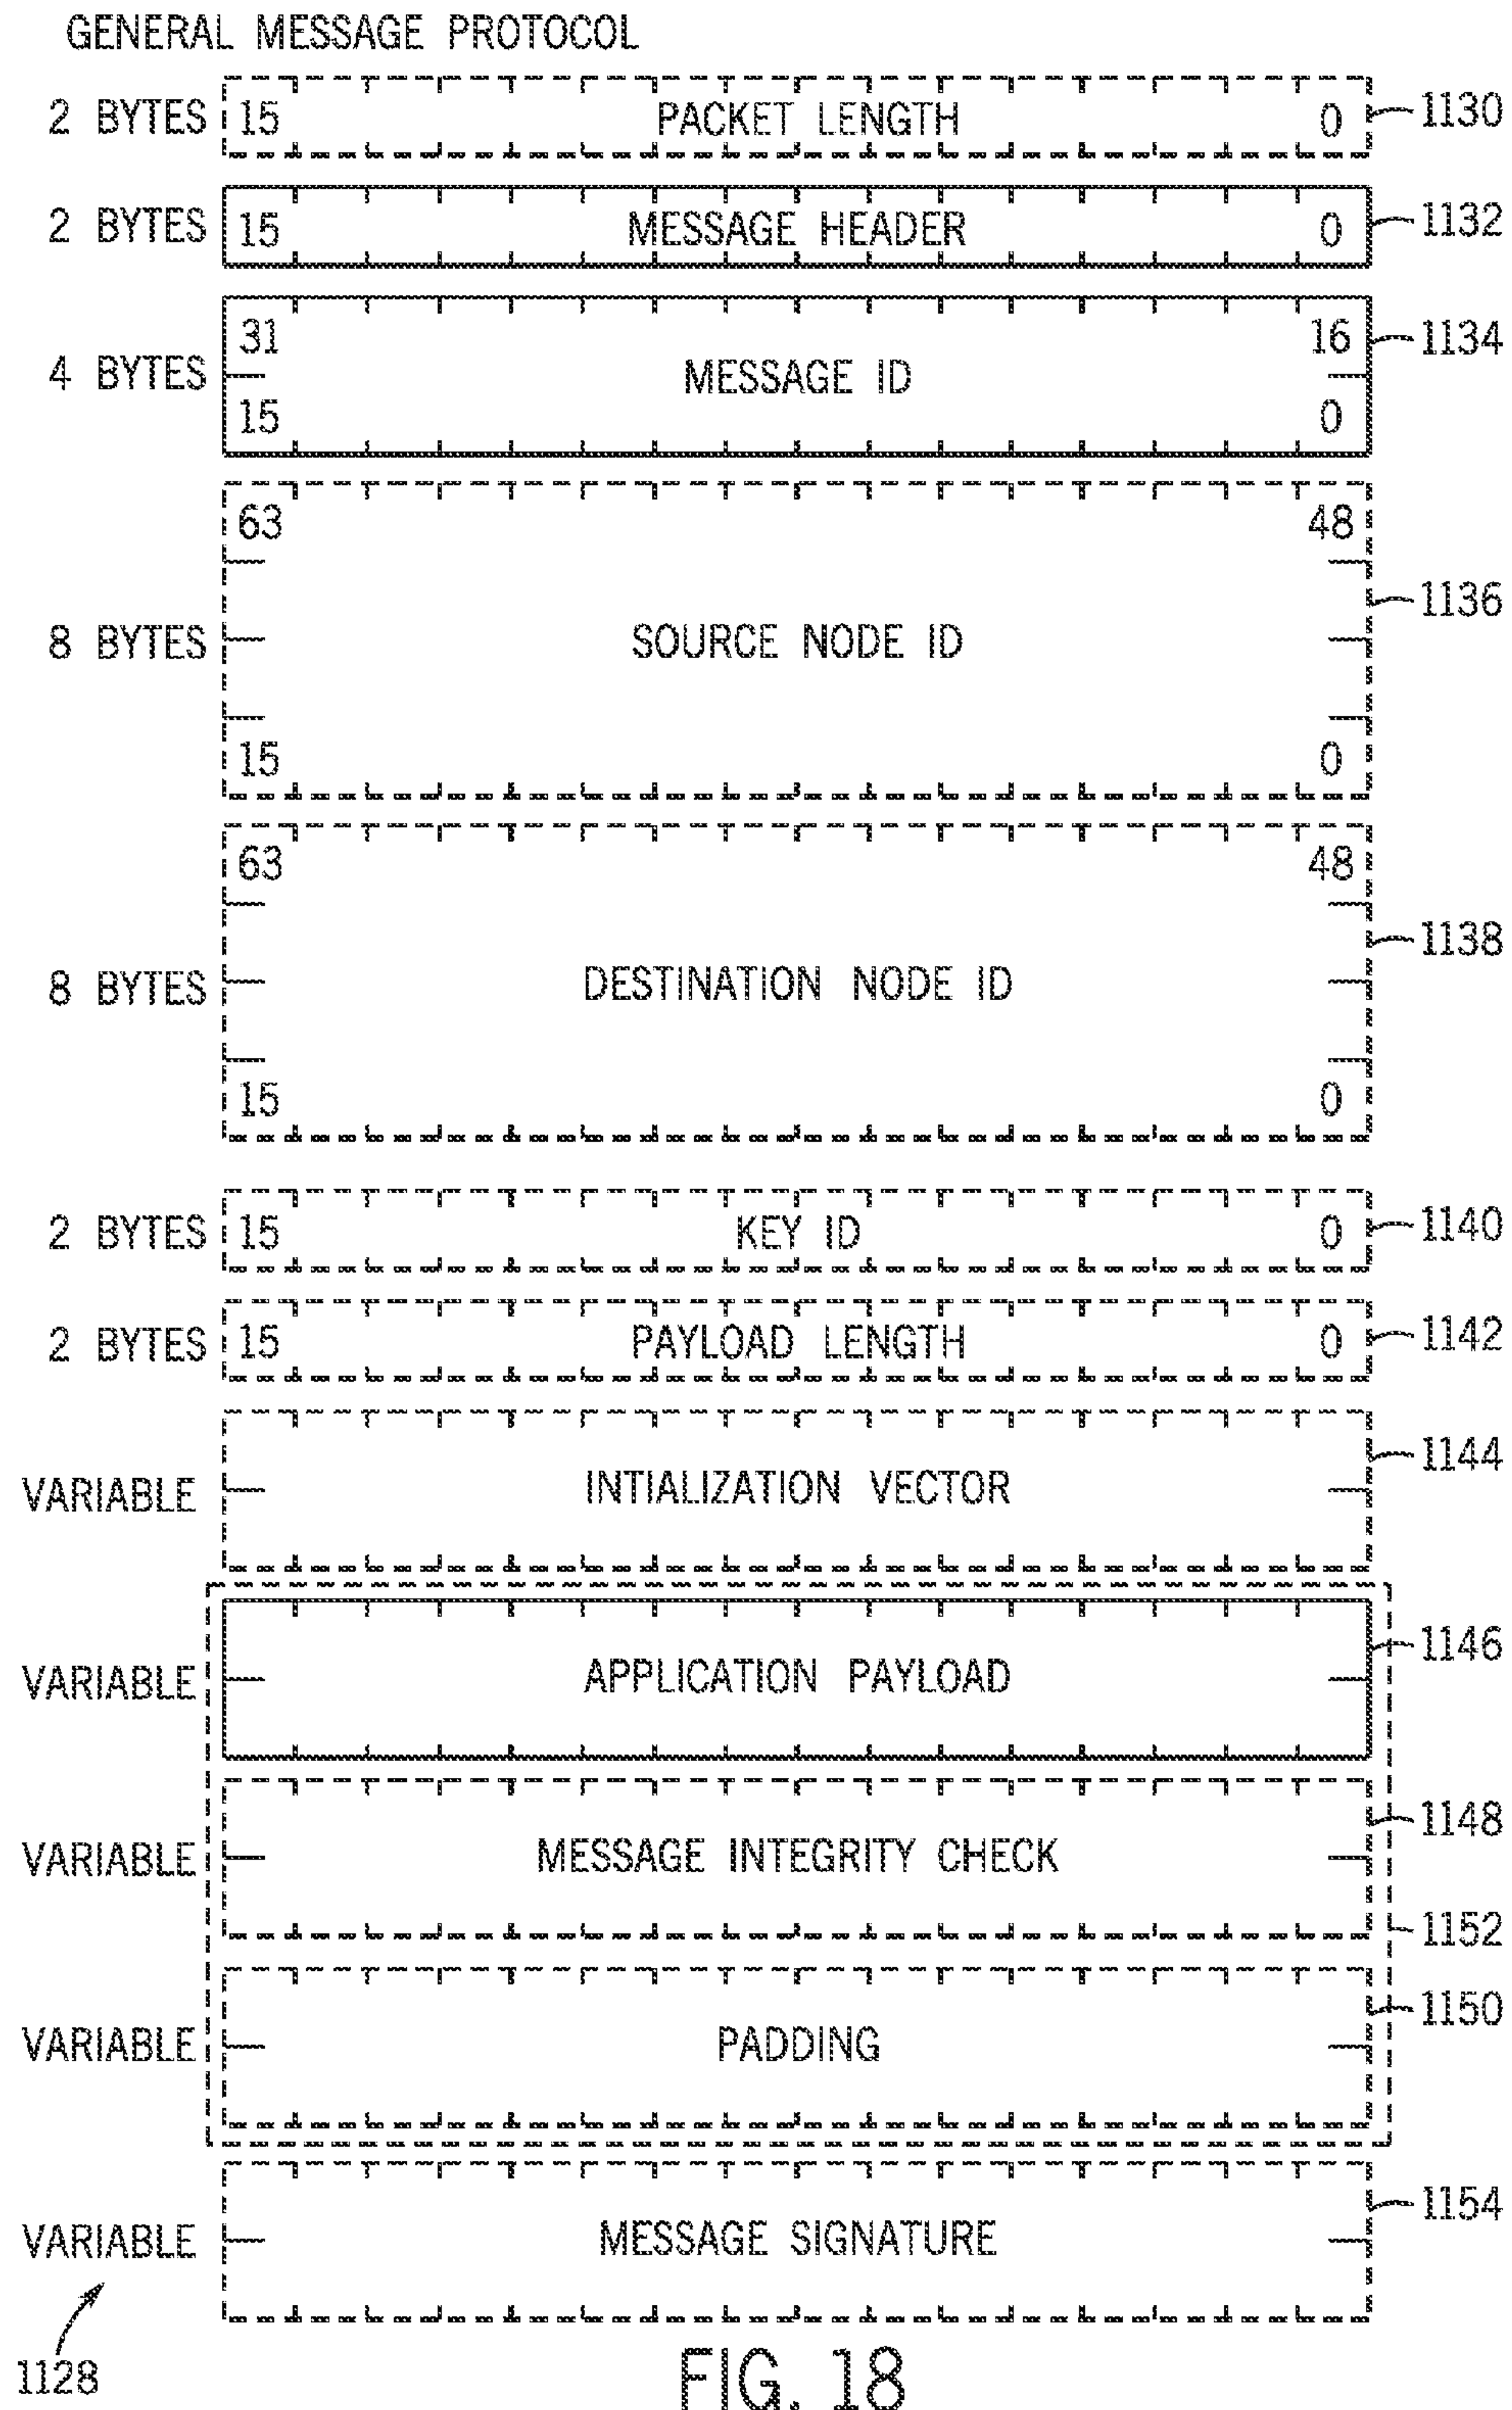 GENERAL MESSAGE PROTOCOL
2 BYTES 15 PACKET LENGTH 0 1130
2 BYTES 15 MESSAGE HEADER 0 1132
31 16 1134
4 BYTES MESSAGE ID
15 0
63 48
1136
8 BYTES SOURCE NODE ID
15 0
63 48
1138
8 BYTES DESTINATION NODE ID
15 0
2 BYTES 15 KEY ID 0 1140
2 BYTES 15 PAYLOAD LENGTH 0 1142
1144
VARIABLE INTIALIZATION VECTOR
1146
VARIABLE APPLICATION PAYLOAD
1148
VARIABLE MESSAGE INTEGRITY CHECK
1152
1150
VARIABLE PADDING
1154
VARIABLE MESSAGE SIGNATURE
1128
FIG. 18